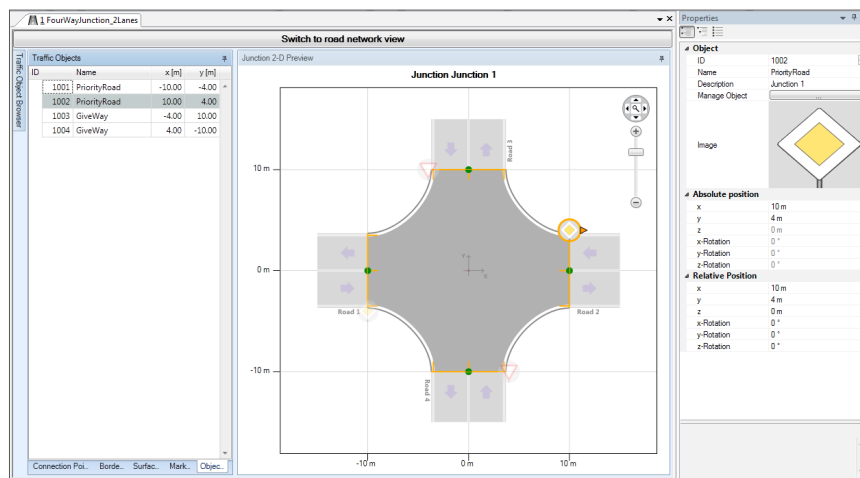 1 FourWayJunction_2Lanes
Switch to road network view
Traffic Object Browser
Traffic Objects
ID Name x [m] y [m]
1001 PriorityRoad -10.00 -4.00
1002 PriorityRoad 10.00 4.00
1003 GiveWay -4.00 10.00
1004 GiveWay 4.00 -10.00
Connection Poi.. Borde.. Surfac.. Mark.. Objec..
Junction 2-D Preview
Junction Junction 1
Road 3
10 m
Y
0 m
X
Road 1
Road 2
-10 m
Road 4
-10 m 0 m 10 m
Properties
Object
ID 1002
Name PriorityRoad
Description Junction 1
Manage Object ...
Image
Absolute position
x 10 m
y 4 m
z 0 m
x-Rotation 0 °
y-Rotation 0 °
z-Rotation 0 °
Relative Position
x 10 m
y 4 m
z 0 m
x-Rotation 0 °
y-Rotation 0 °
z-Rotation 0 °